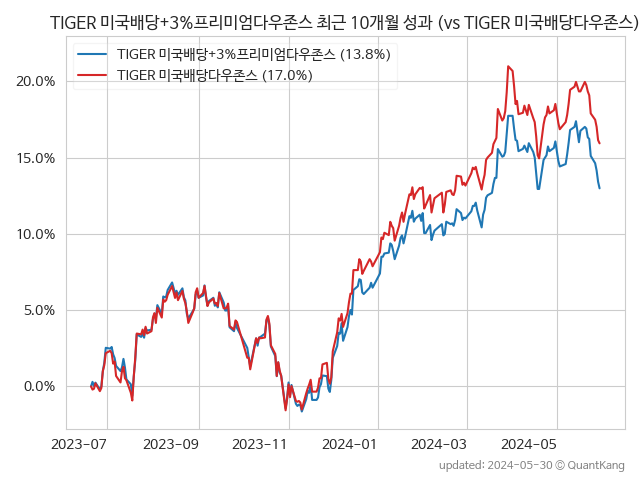 TIGER 미국배당+3%프리미엄다우존스 최근 10개월 성과 (vs TIGER 미국배당다우존스)
TIGER 미국배당+3%프리미엄다우존스 (13.8%)
TIGER 미국배당다우존스 (17.0%)
20.0%
15.0%
10.0%
5.0%
0.0%
2023-07 2023-09 2023-11 2024-01 2024-03 2024-05
updated: 2024-05-30 ⓒ QuantKang